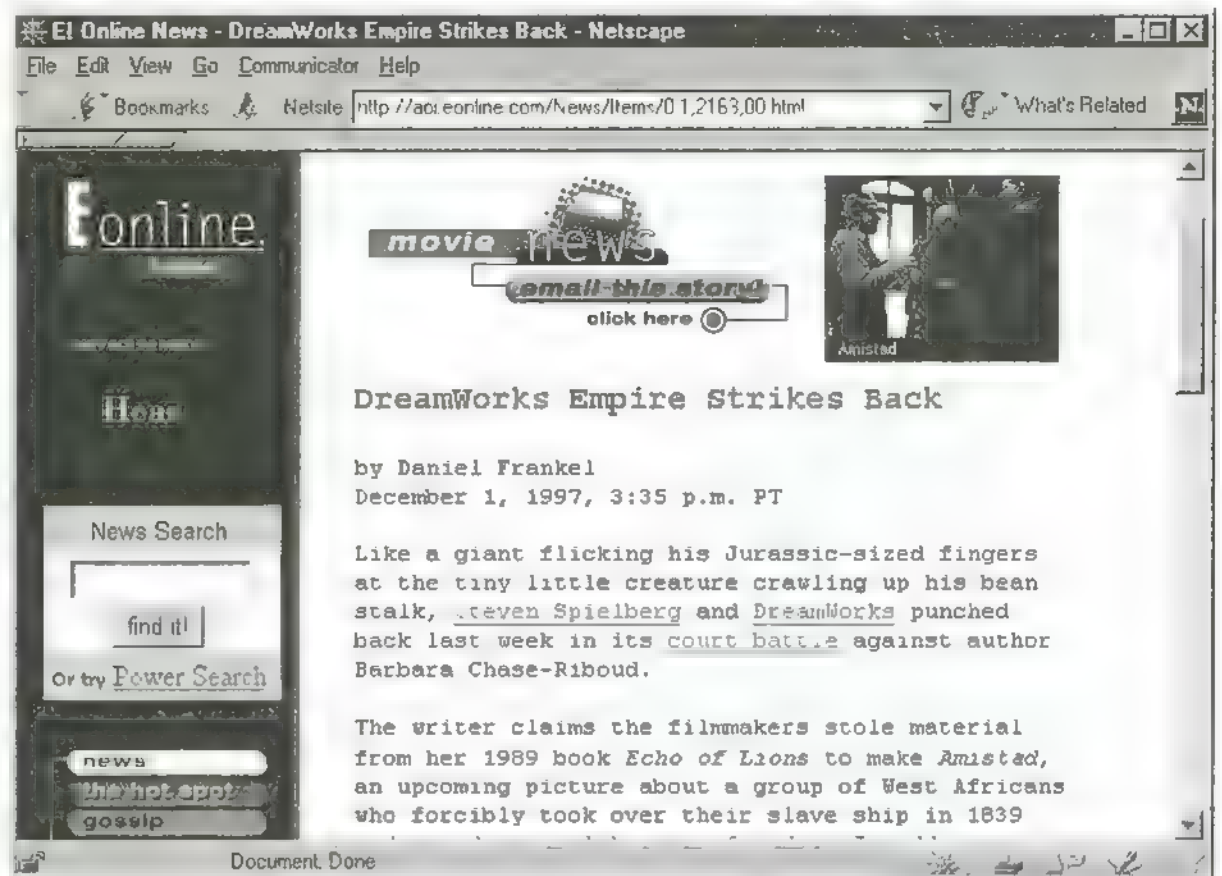 E! Online News - DreamWorks Empire Strikes Back - Netscape
File Edit View Go Communicator Help
Bookmarks Netsite http://aol.eonline.com/News/Items/0,1,2163,00.html What's Related N
Eonline
Home
News Search
find it!
Or try Power Search
news
the hot spot
gossip
movie news
email this story!
click here
Amistad
DreamWorks Empire Strikes Back
by Daniel Frankel
December 1, 1997, 3:35 p.m. PT
Like a giant flicking his Jurassic-sized fingers
at the tiny little creature crawling up his bean
stalk, Steven Spielberg and DreamWorks punched
back last week in its court battle against author
Barbara Chase-Riboud.
The writer claims the filmmakers stole material
from her 1989 book Echo of Lions to make Amistad,
an upcoming picture about a group of West Africans
who forcibly took over their slave ship in 1839
Document: Done